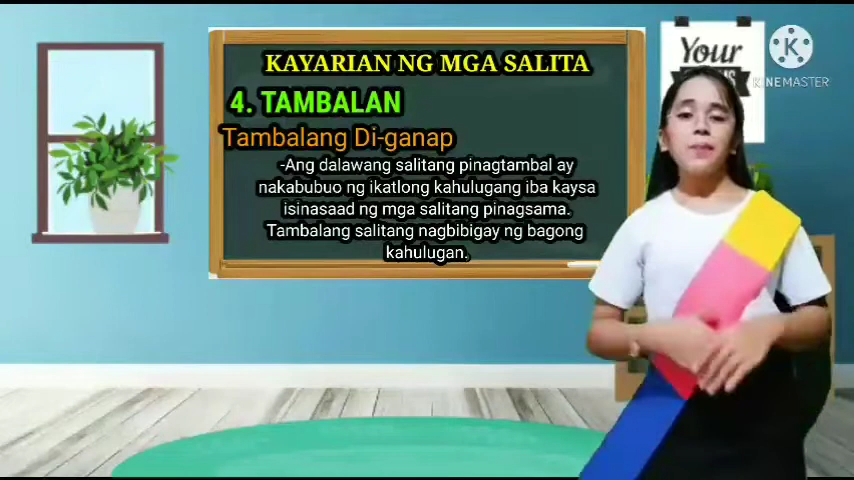 KAYARIAN NG MGA SALITA
4. TAMBALAN
Tambalang Di-ganap
-Ang dalawang salitang pinagtambal ay
nakabubuo ng ikatlong kahulugang iba kaysa
isinasaad ng mga salitang pinagsama.
Tambalang salitang nagbibigay ng bagong
kahulugan.
Your
K
KINEMASTER